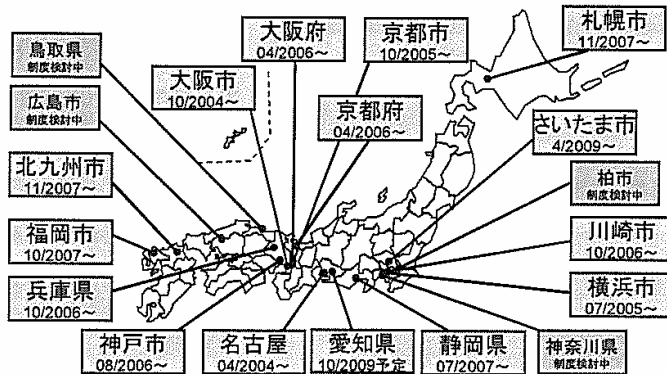 大阪府
04/2006～
京都市
10/2005～
札幌市
11/2007～
鳥取県
制度検討中
大阪市
10/2004～
京都府
04/2006～
広島市
制度検討中
さいたま市
4/2009～
北九州市
11/2007～
柏市
制度検討中
福岡市
10/2007～
川崎市
10/2006～
兵庫県
10/2006～
横浜市
07/2005～
神戸市
08/2006～
名古屋
04/2004～
愛知県
10/2009予定
静岡県
07/2007～
神奈川県
制度検討中